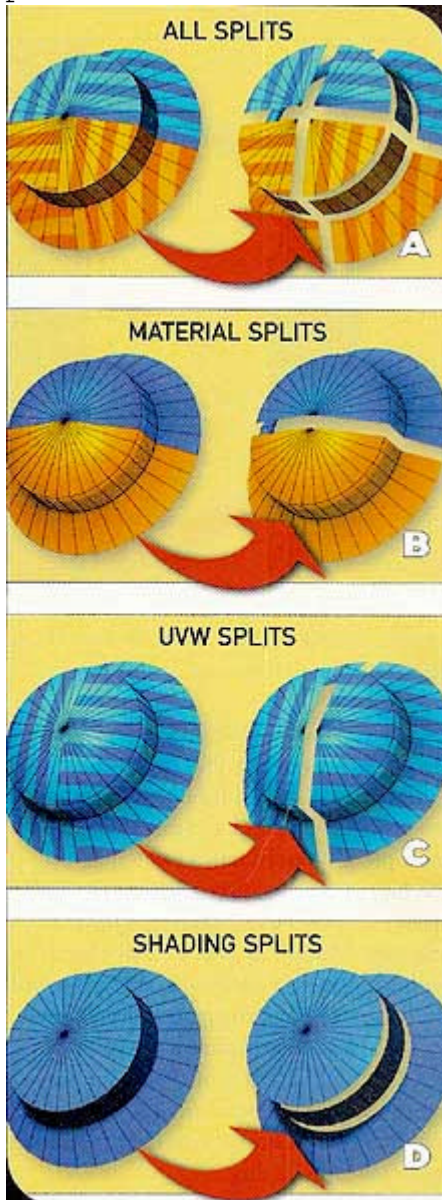 ALL SPLITS
A
MATERIAL SPLITS
B
UVW SPLITS
C
SHADING SPLITS
D